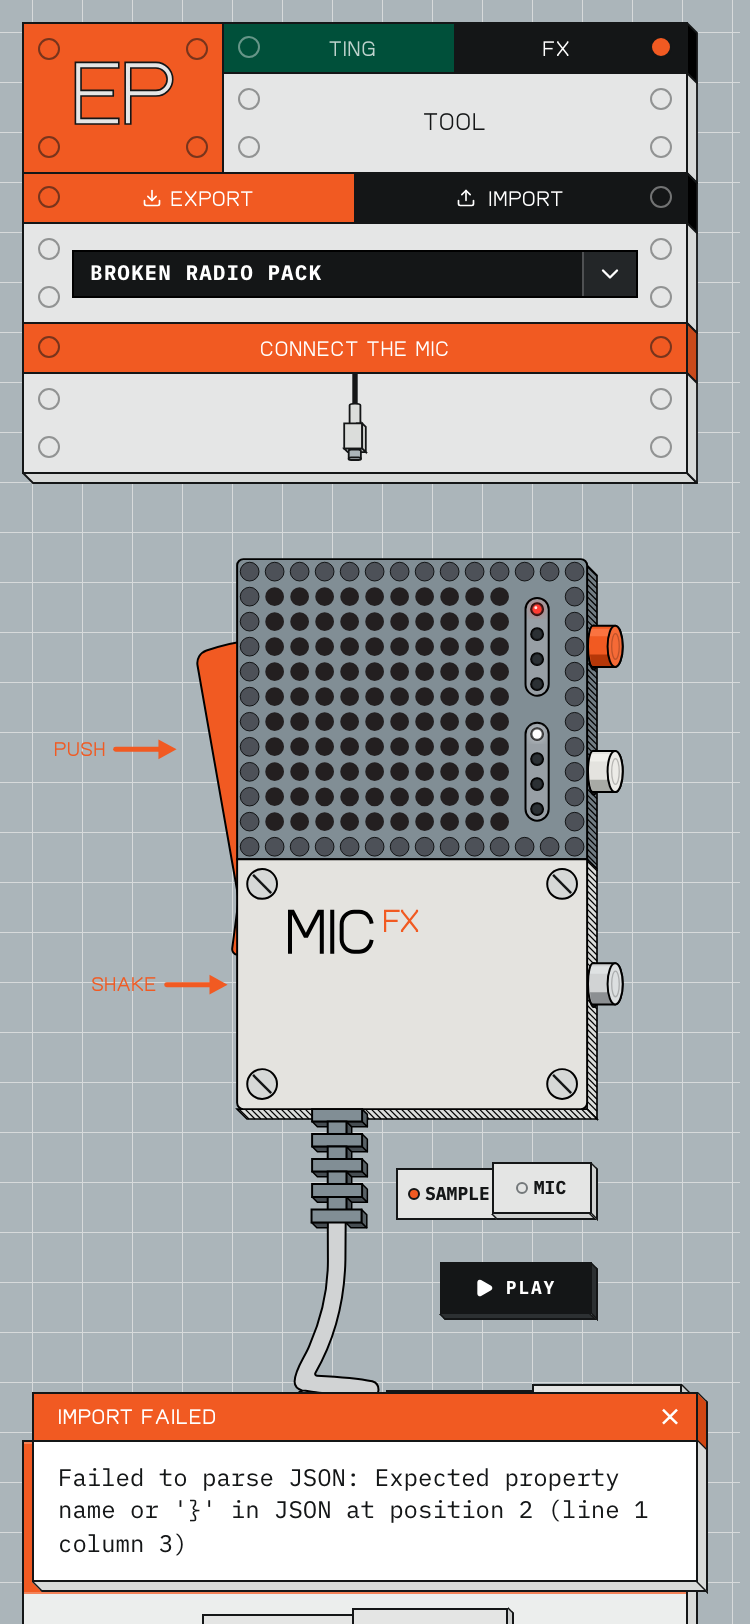 EP
TING
FX
TOOL
EXPORT
IMPORT
BROKEN RADIO PACK
CONNECT THE MIC
PUSH
MIC FX
SHAKE
SAMPLE
MIC
PLAY
IMPORT FAILED
Failed to parse JSON: Expected property
name or '}' in JSON at position 2 (line 1
column 3)